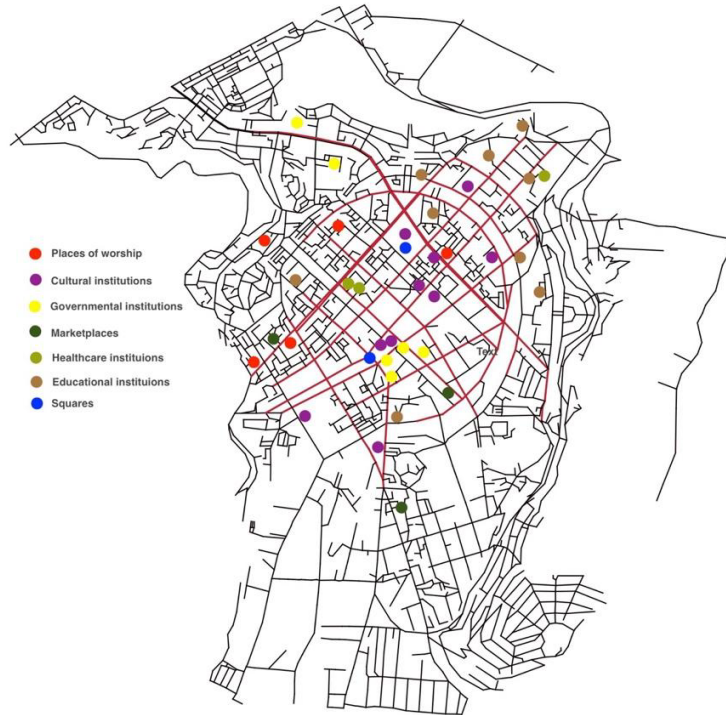 Places of worship
Cultural institutions
Governmental institutions
Marketplaces
Healthcare instituions
Educational instituions
Squares
Text